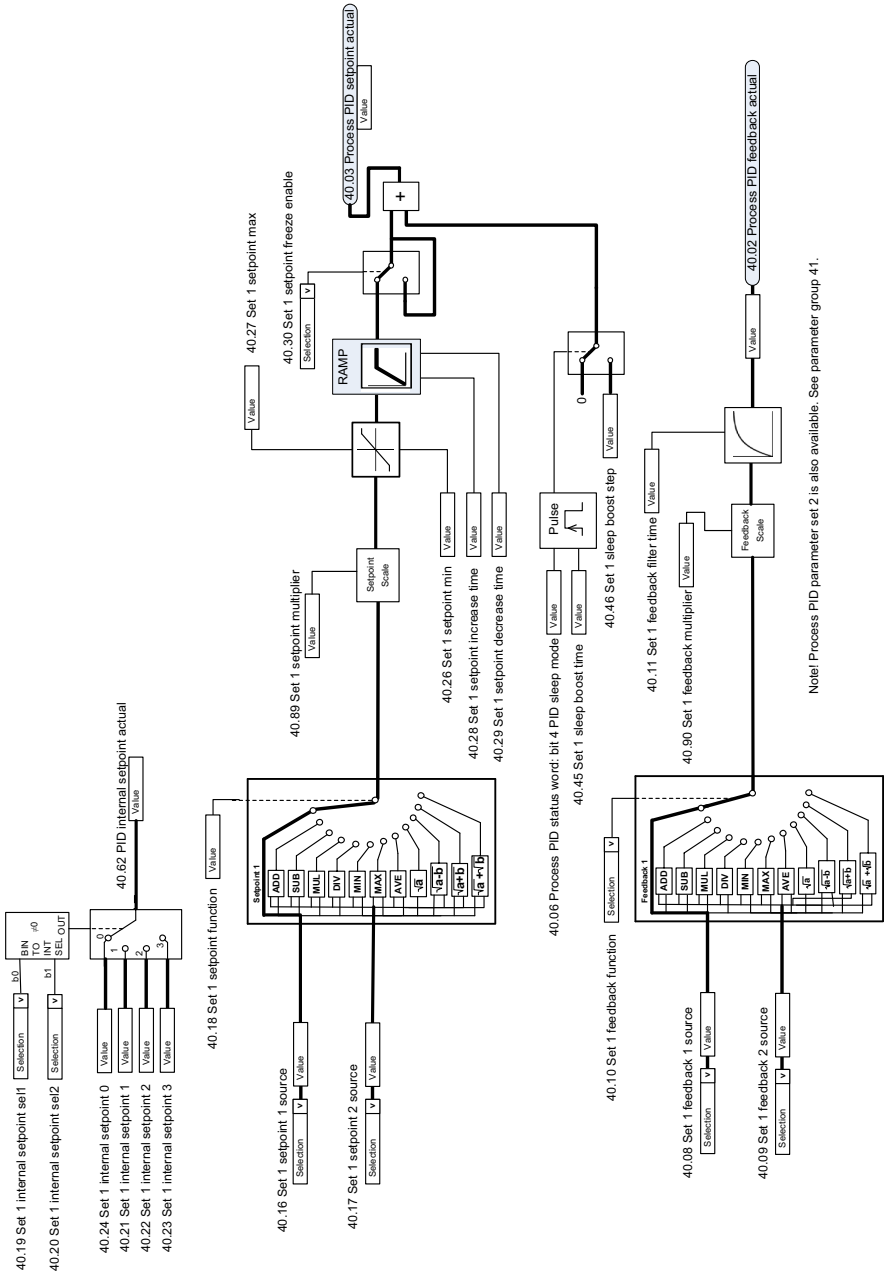 40.19 Set 1 internal setpoint sel1
Selection v
b0
40.20 Set 1 internal setpoint sel2
Selection v
b1
BIN
TO
INT
SEL OUT
≠0
40.24 Set 1 internal setpoint 0
Value
0
40.21 Set 1 internal setpoint 1
Value
1
40.22 Set 1 internal setpoint 2
Value
2
40.23 Set 1 internal setpoint 3
Value
3
40.62 PID internal setpoint actual
Value
40.18 Set 1 setpoint function
Value
40.16 Set 1 setpoint 1 source
Selection v
Value
40.17 Set 1 setpoint 2 source
Selection v
Value
Setpoint 1
ADD
SUB
MUL
DIV
MIN
MAX
AVE
√a
√a-b
√a+b
√a +√b
40.89 Set 1 setpoint multiplier
Value
Setpoint
Scale
40.27 Set 1 setpoint max
Value
40.26 Set 1 setpoint min
Value
40.28 Set 1 setpoint increase time
Value
40.29 Set 1 setpoint decrease time
Value
RAMP
40.30 Set 1 setpoint freeze enable
Selection v
+
40.03 Process PID setpoint actual
Value
40.06 Process PID status word: bit 4 PID sleep mode
Value
40.45 Set 1 sleep boost time
Value
Pulse
0
40.46 Set 1 sleep boost step
Value
40.10 Set 1 feedback function
Selection v
40.08 Set 1 feedback 1 source
Selection v
Value
40.09 Set 1 feedback 2 source
Selection v
Value
Feedback 1
ADD
SUB
MUL
DIV
MIN
MAX
AVE
√a
√a-b
√a+b
√a +√b
40.90 Set 1 feedback multiplier
Value
Feedback
Scale
40.11 Set 1 feedback filter time
Value
Value
40.02 Process PID feedback actual
Note! Process PID parameter set 2 is also available. See parameter group 41.